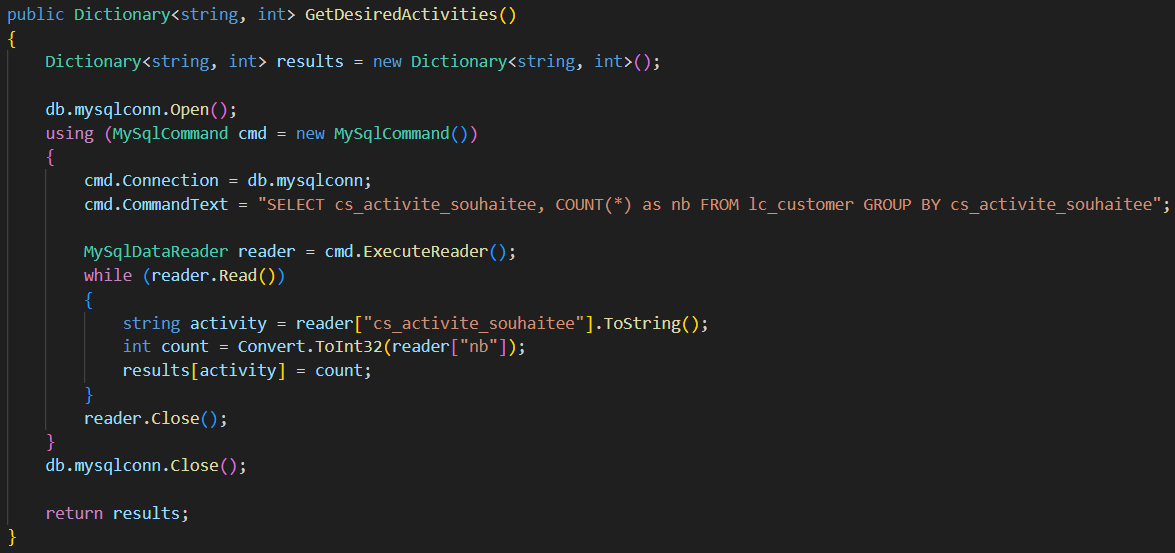 public Dictionary<string, int> GetDesiredActivities()
{
    Dictionary<string, int> results = new Dictionary<string, int>();

    db.mysqlconn.Open();
    using (MySqlCommand cmd = new MySqlCommand())
    {
        cmd.Connection = db.mysqlconn;
        cmd.CommandText = "SELECT cs_activite_souhaitee, COUNT(*) as nb FROM lc_customer GROUP BY cs_activite_souhaitee";

        MySqlDataReader reader = cmd.ExecuteReader();
        while (reader.Read())
        {
            string activity = reader["cs_activite_souhaitee"].ToString();
            int count = Convert.ToInt32(reader["nb"]);
            results[activity] = count;
        }
        reader.Close();
    }
    db.mysqlconn.Close();

    return results;
}